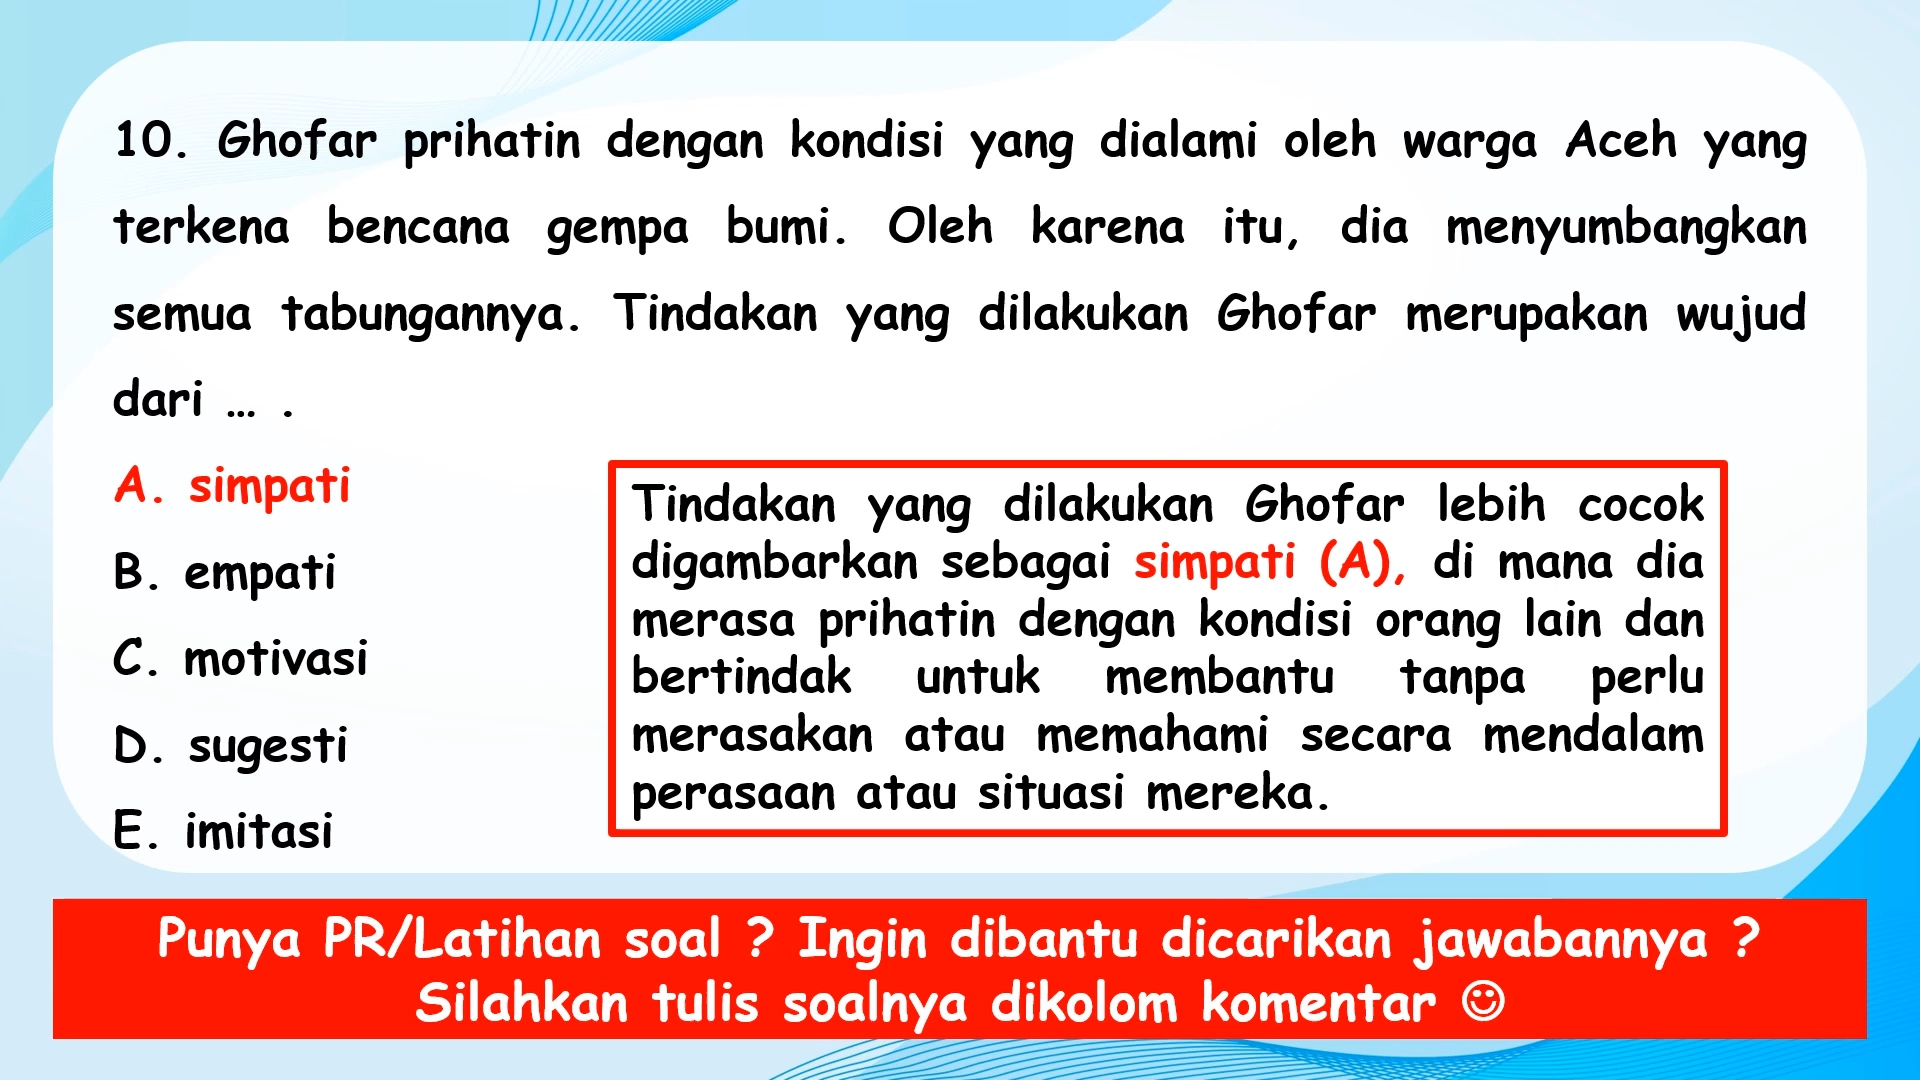 10. Ghofar prihatin dengan kondisi yang dialami oleh warga Aceh yang
terkena bencana gempa bumi. Oleh karena itu, dia menyumbangkan
semua tabungannya. Tindakan yang dilakukan Ghofar merupakan wujud
dari ... .
A. simpati
B. empati
C. motivasi
D. sugesti
E. imitasi
Tindakan yang dilakukan Ghofar lebih cocok
digambarkan sebagai simpati (A), di mana dia
merasa prihatin dengan kondisi orang lain dan
bertindak untuk membantu tanpa perlu
merasakan atau memahami secara mendalam
perasaan atau situasi mereka.
Punya PR/Latihan soal ? Ingin dibantu dicarikan jawabannya ?
Silahkan tulis soalnya dikolom komentar ☺